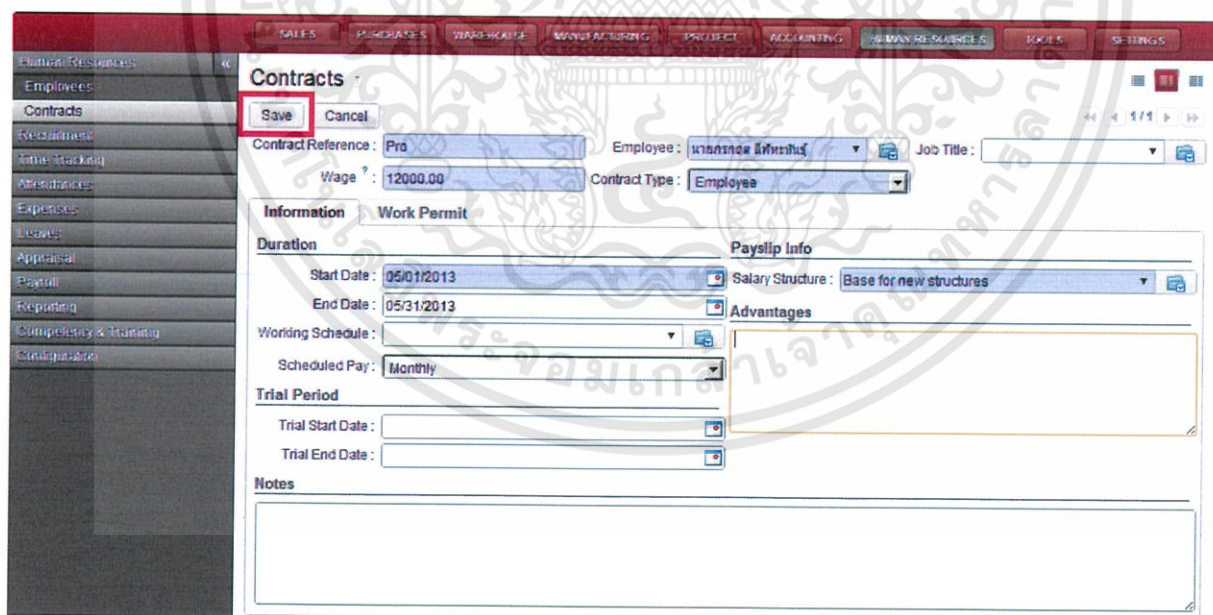 SALES PURCHASES WAREHOUSE MANUFACTURING PROJECT ACCOUNTING HUMAN RESOURCES TOOLS SETTINGS
Human Resources «
Employees
Contracts
Recruitment
Time Tracking
Attendances
Expenses
Leaves
Appraisal
Payroll
Reporting
Competency & Training
Configuration
Contracts ?
Save Cancel
1 / 1
Contract Reference : Pro Employee : Job Title :
Wage ? : 12000.00 Contract Type : Employee
Information Work Permit
Duration Payslip Info
Start Date : 05/01/2013 Salary Structure : Base for new structures
End Date : 05/31/2013 Advantages
Working Schedule :
Scheduled Pay : Monthly
Trial Period
Trial Start Date :
Trial End Date :
Notes